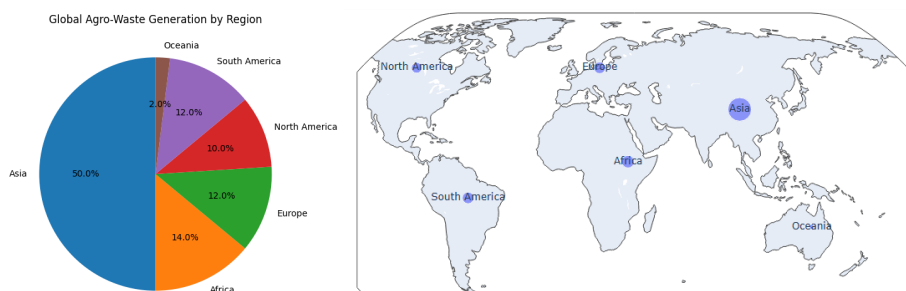 Global Agro-Waste Generation by Region
Oceania
South America
2.0%
12.0%
North America
10.0%
Asia
50.0%
12.0%
Europe
14.0%
Africa
North America
Europe
Asia
Africa
South America
Oceania